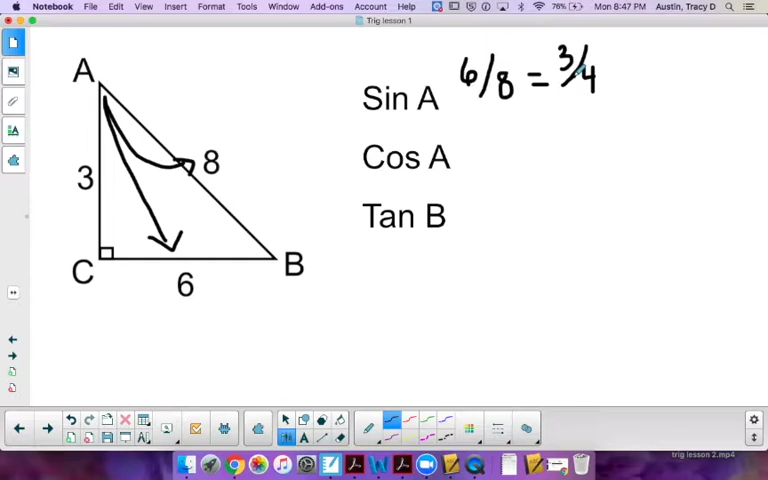 Notebook File Edit View Insert Format Tools Window Add-ons Account Help 76% Mon 8:47 PM Austin, Tracy D
Trig lesson 1
A
Sin A 6/8 = 3/4
8
Cos A
3
Tan B
C
B
6
trig lesson 2.mp4